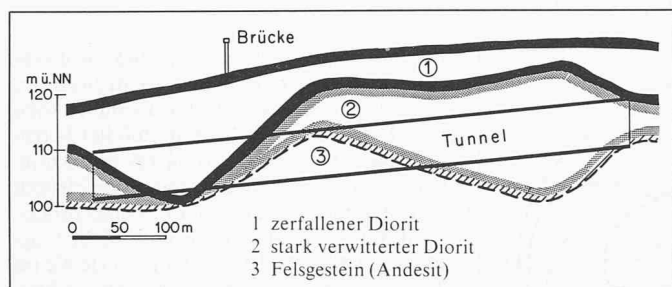 Brücke
m ü.NN
120
110
100
1
2
3
Tunnel
0 50 100m
1 zerfallener Diorit
2 stark verwitterter Diorit
3 Felsgestein (Andesit)